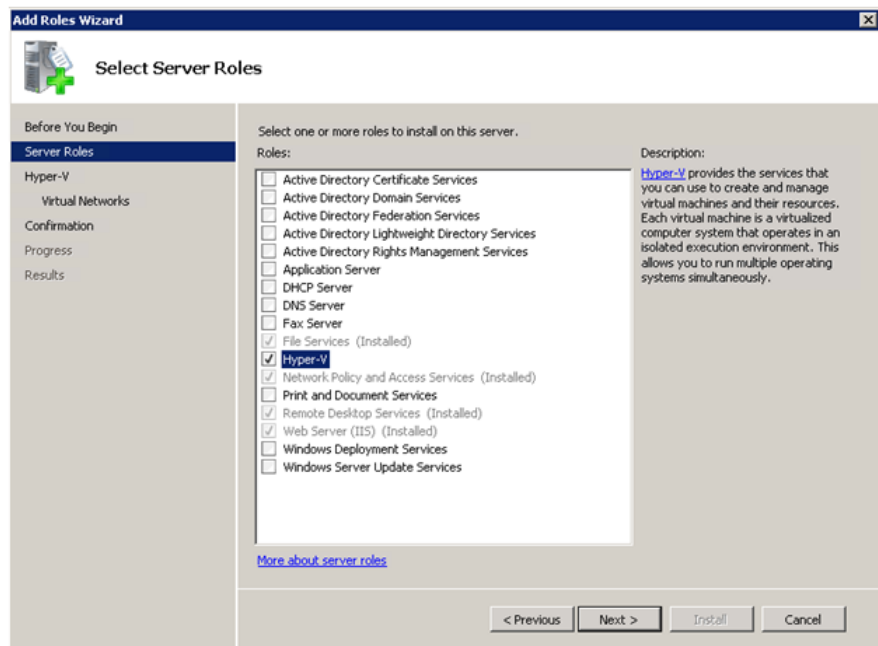 Add Roles Wizard
Select Server Roles
Before You Begin
Server Roles
Hyper-V
Virtual Networks
Confirmation
Progress
Results
Select one or more roles to install on this server.
Roles:
Active Directory Certificate Services
Active Directory Domain Services
Active Directory Federation Services
Active Directory Lightweight Directory Services
Active Directory Rights Management Services
Application Server
DHCP Server
DNS Server
Fax Server
File Services (Installed)
Hyper-V
Network Policy and Access Services (Installed)
Print and Document Services
Remote Desktop Services (Installed)
Web Server (IIS) (Installed)
Windows Deployment Services
Windows Server Update Services
More about server roles
Description:
Hyper-V provides the services that
you can use to create and manage
virtual machines and their resources.
Each virtual machine is a virtualized
computer system that operates in an
isolated execution environment. This
allows you to run multiple operating
systems simultaneously.
< Previous
Next >
Install
Cancel